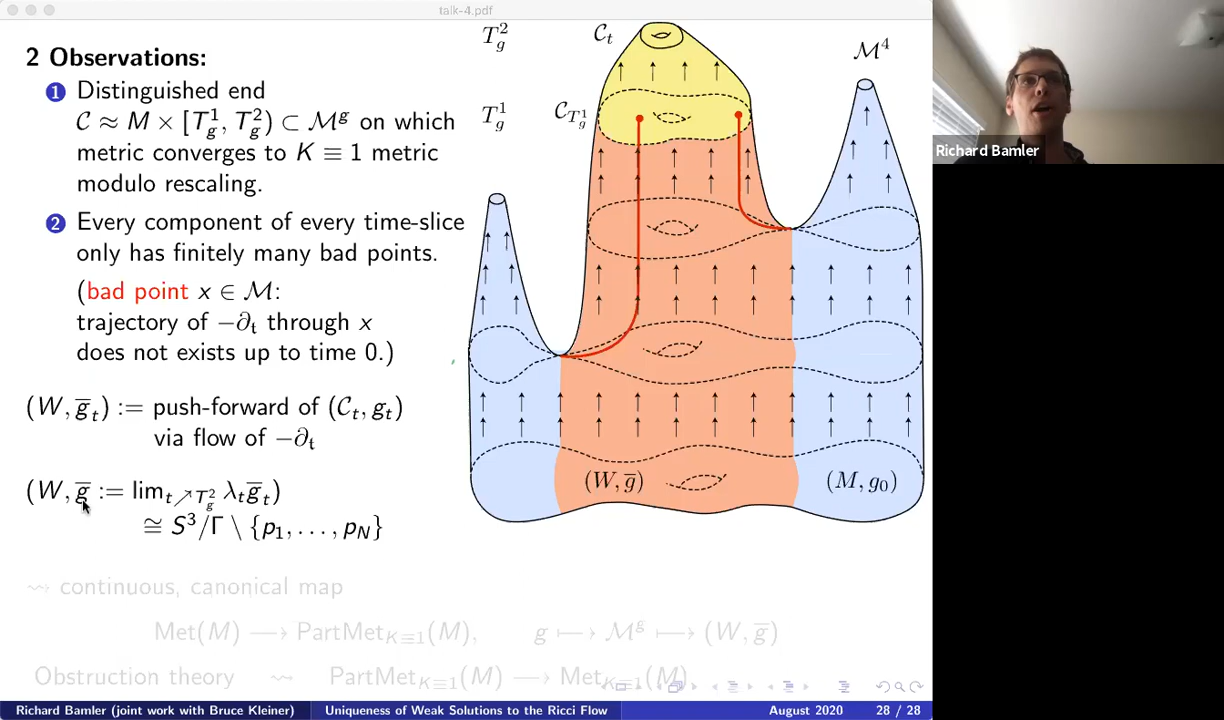 talk-4.pdf
2 Observations:
1 Distinguished end
𝒞 ≈ M × [T_g^1, T_g^2) ⊂ ℳ^g on which
metric converges to K ≡ 1 metric
modulo rescaling.
2 Every component of every time-slice
only has finitely many bad points.
(bad point x ∈ ℳ:
trajectory of −∂_t through x
does not exists up to time 0.)
(W, g̅_t) := push-forward of (𝒞_t, g_t)
via flow of −∂_t
(W, g̅ := lim_{t↗T_g^2} λ_t g̅_t)
≅ S^3/Γ \ {p_1, . . . , p_N}
⇝ continuous, canonical map
Met(M) ⟶ PartMet_{K≡1}(M), g ⟼ ℳ^g ⟼ (W, g̅)
Obstruction theory ⇝ PartMet_{K≡1}(M) ⟶ Met_{K≡1}(M).
T_g^2
𝒞_t
ℳ^4
T_g^1
𝒞_{T_g^1}
(W, g̅)
(M, g_0)
Richard Bamler
Richard Bamler (joint work with Bruce Kleiner)
Uniqueness of Weak Solutions to the Ricci Flow
August 2020
28 / 28